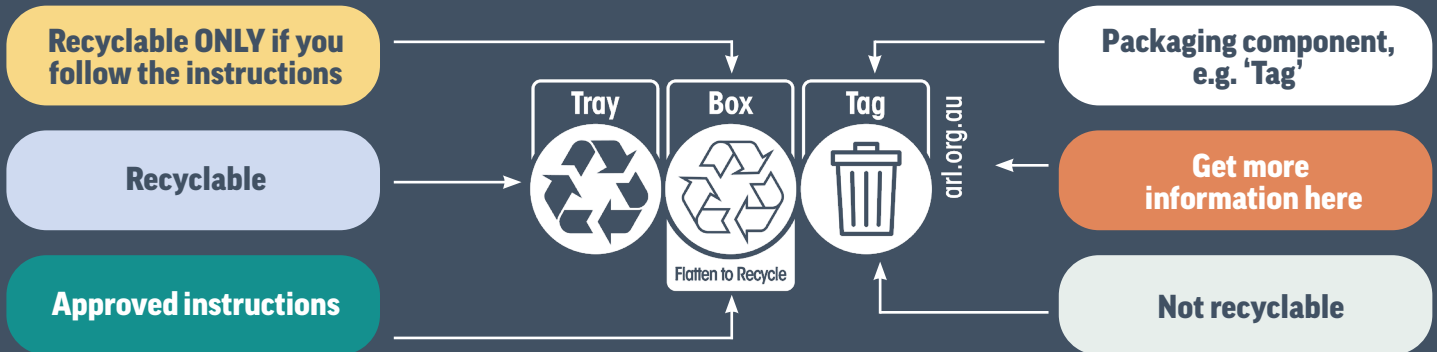 Recyclable ONLY if you
follow the instructions
Recyclable
Approved instructions
Tray
Box
Tag
Flatten to Recycle
arl.org.au
Packaging component,
e.g. ‘Tag’
Get more
information here
Not recyclable